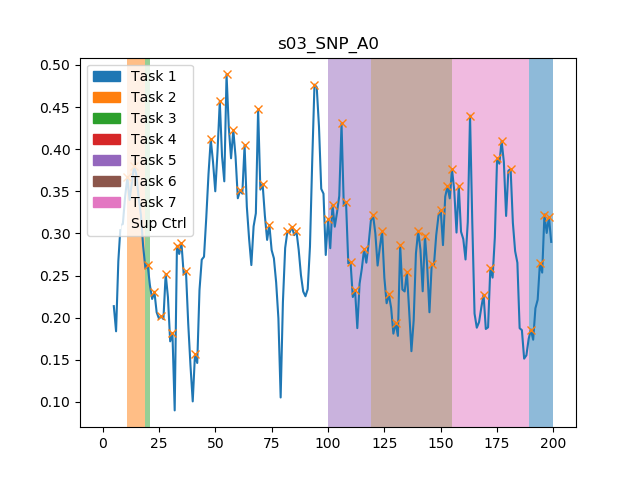 s03_SNP_A0
0.50
0.45
0.40
0.35
0.30
0.25
0.20
0.15
0.10
Task 1
Task 2
Task 3
Task 4
Task 5
Task 6
Task 7
Sup Ctrl
0 25 50 75 100 125 150 175 200